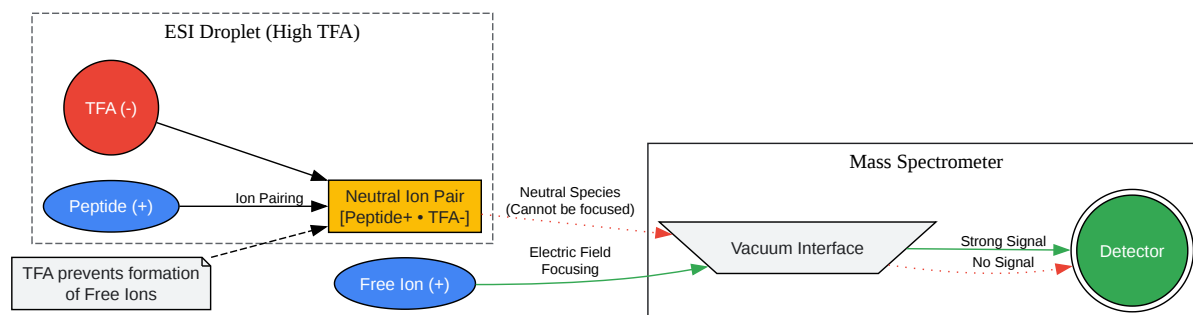 ESI Droplet (High TFA)
TFA (-)
Peptide (+)
Ion Pairing
Neutral Ion Pair
[Peptide+ • TFA-]
TFA prevents formation
of Free Ions
Neutral Species
(Cannot be focused)
Electric Field
Focusing
Free Ion (+)
Mass Spectrometer
Vacuum Interface
Strong Signal
No Signal
Detector